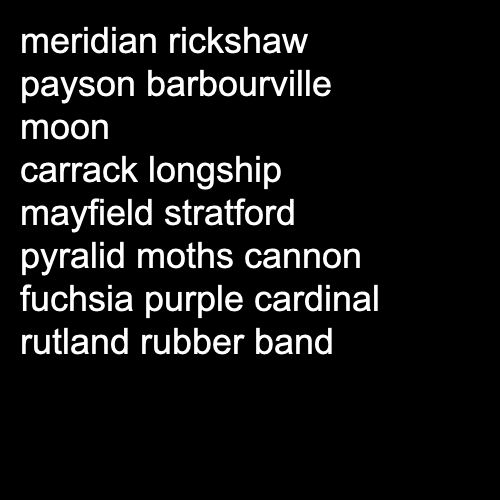 meridian rickshaw
payson barbourville
moon
carrack longship
mayfield stratford
pyralid moths cannon
fuchsia purple cardinal
rutland rubber band